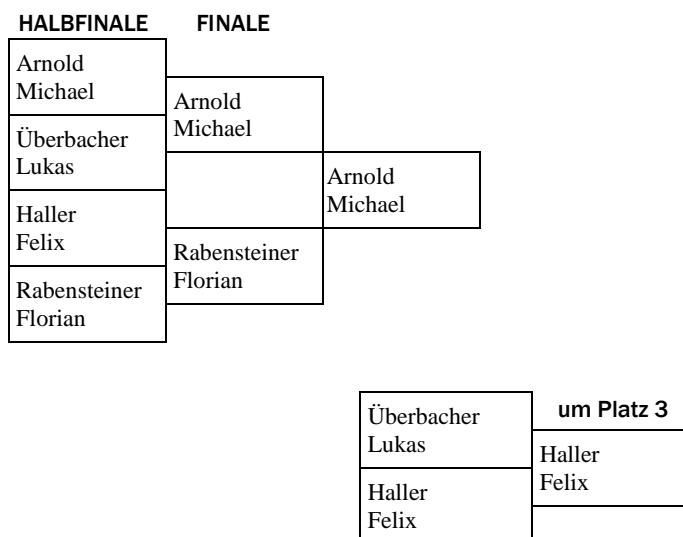 HALBFINALE FINALE
Arnold
Michael
Überbacher
Lukas
Haller
Felix
Rabensteiner
Florian
Arnold
Michael
Rabensteiner
Florian
Arnold
Michael
Überbacher
Lukas
Haller
Felix
um Platz 3
Haller
Felix